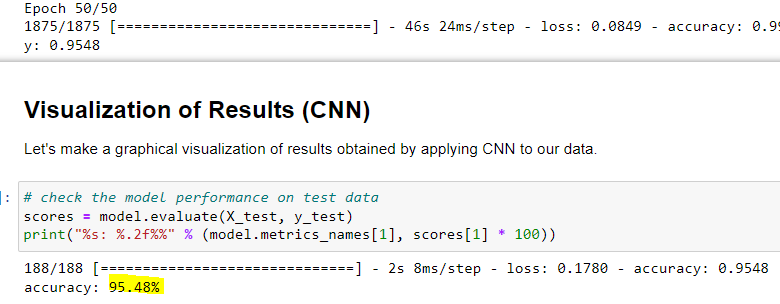 Epoch 50/50
1875/1875 [==============================] - 46s 24ms/step - loss: 0.0849 - accuracy: 0.99
y: 0.9548
Visualization of Results (CNN)
Let's make a graphical visualization of results obtained by applying CNN to our data.
]: # check the model performance on test data
scores = model.evaluate(X_test, y_test)
print("%s: %.2f%%" % (model.metrics_names[1], scores[1] * 100))
188/188 [==============================] - 2s 8ms/step - loss: 0.1780 - accuracy: 0.9548
accuracy: 95.48%